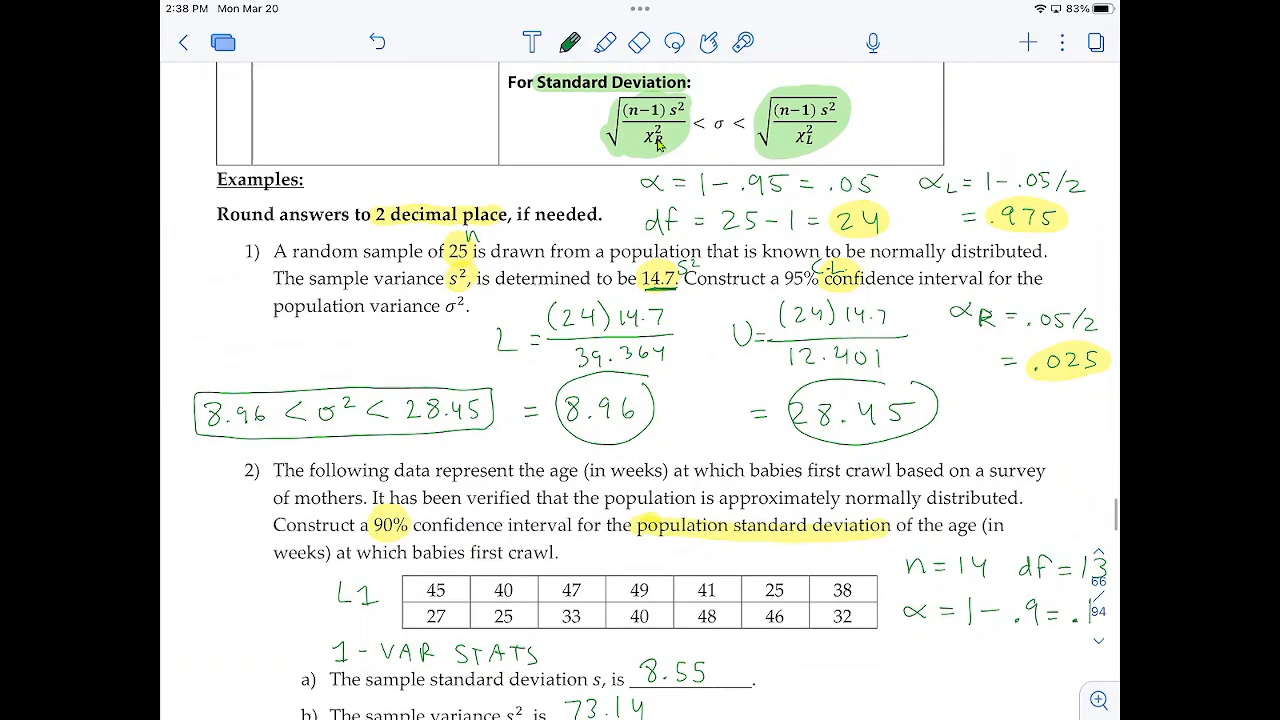 2:38 PM Mon Mar 20
83%
For Standard Deviation:
√((n−1) s²/χ²R) < σ < √((n−1) s²/χ²L)
Examples:
α = 1 − .95 = .05
αL = 1 − .05/2
Round answers to 2 decimal place, if needed.
df = 25 − 1 = 24
= .975
n
1) A random sample of 25 is drawn from a population that is known to be normally distributed.
s² C.L.
The sample variance s², is determined to be 14.7. Construct a 95% confidence interval for the
population variance σ².
L = (24)14.7/39.364
U = (24)14.7/12.401
αR = .05/2
= .025
8.96 < σ² < 28.45
= 8.96
= 28.45
2) The following data represent the age (in weeks) at which babies first crawl based on a survey
of mothers. It has been verified that the population is approximately normally distributed.
Construct a 90% confidence interval for the population standard deviation of the age (in
weeks) at which babies first crawl.
n = 14 df = 13
α = 1 − .9 = .1
66
/
94
L1
45 40 47 49 41 25 38
27 25 33 40 48 46 32
1 - VAR STATS
a) The sample standard deviation s, is 8.55.
b) The sample variance s² is 73.14